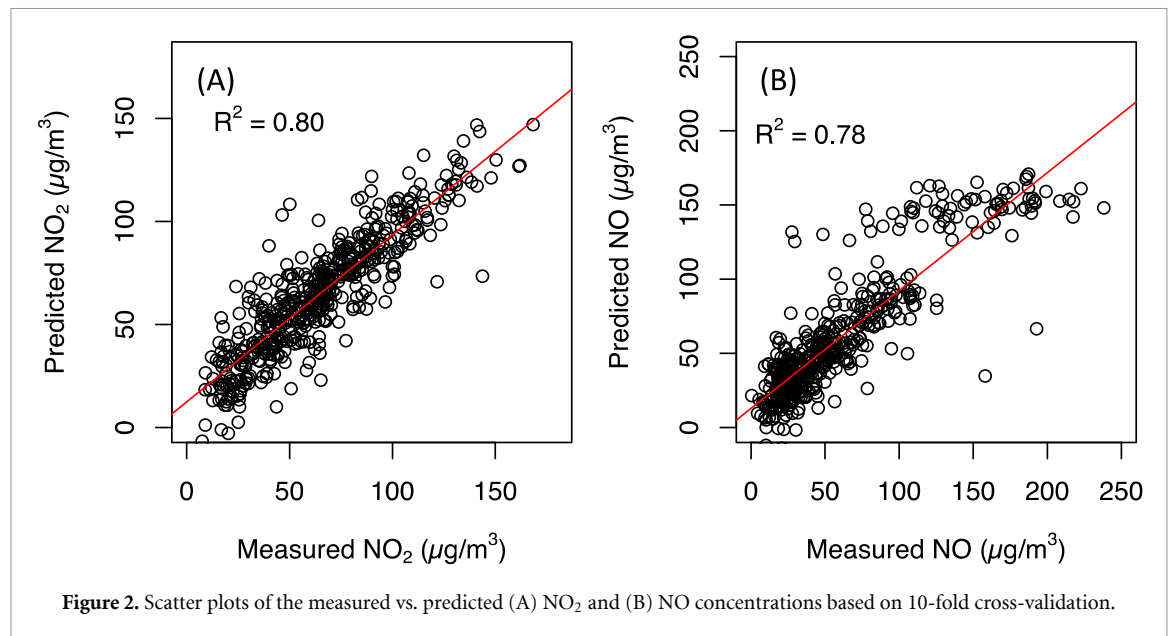 (A)
R² = 0.80
Predicted NO₂ (µg/m³)
0
50
100
150
0 50 100 150
Measured NO₂ (µg/m³)
(B)
R² = 0.78
Predicted NO (µg/m³)
0
50
100
150
200
250
0 50 100 150 200 250
Measured NO (µg/m³)
Figure 2. Scatter plots of the measured vs. predicted (A) NO₂ and (B) NO concentrations based on 10-fold cross-validation.